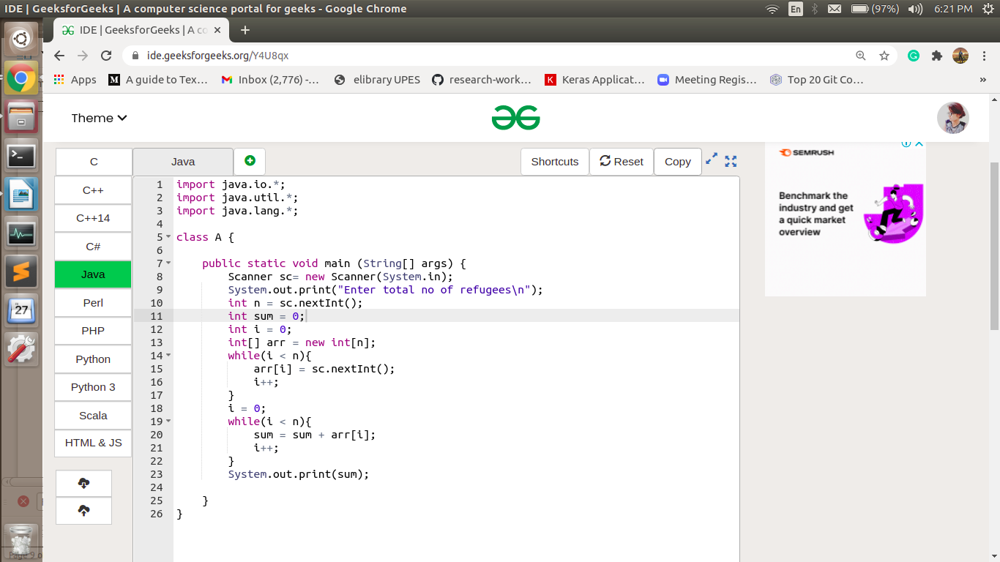 IDE | GeeksforGeeks | A computer science portal for geeks - Google Chrome
En
(97%)
6:21 PM
IDE | GeeksforGeeks | A co
ide.geeksforgeeks.org/Y4U8qx
Apps
M A guide to Tex...
Inbox (2,776) -...
elibrary UPES
research-work...
K Keras Applicat...
Meeting Regis...
Top 20 Git Co...
»
Theme
SEMRUSH
Benchmark the
industry and get
a quick market
overview
C
Java
Shortcuts
Reset
Copy
C++
C++14
C#
Java
Perl
PHP
Python
Python 3
Scala
HTML & JS
1 import java.io.*;
2 import java.util.*;
3 import java.lang.*;
4
5 class A {
6
7     public static void main (String[] args) {
8         Scanner sc= new Scanner(System.in);
9         System.out.print("Enter total no of refugees\n");
10         int n = sc.nextInt();
11         int sum = 0;
12         int i = 0;
13         int[] arr = new int[n];
14         while(i < n){
15             arr[i] = sc.nextInt();
16             i++;
17         }
18         i = 0;
19         while(i < n){
20             sum = sum + arr[i];
21             i++;
22         }
23         System.out.print(sum);
24
25     }
26 }
27
Page 9 o